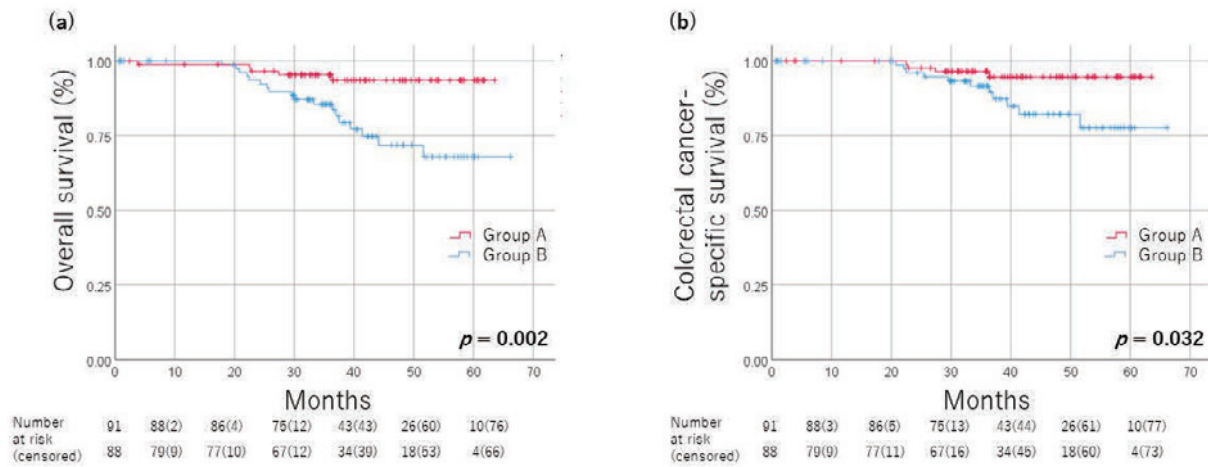 (a)
Overall survival (%)
1.00
0.75
0.50
0.25
0.00
Group A
Group B
p = 0.002
0 10 20 30 40 50 60 70
Months
Number at risk (censored)
91 88(2) 86(4) 75(12) 43(43) 26(60) 10(76)
88 79(9) 77(10) 67(12) 34(39) 18(53) 4(66)
(b)
Colorectal cancer-
specific survival (%)
1.00
0.75
0.50
0.25
0.00
Group A
Group B
p = 0.032
0 10 20 30 40 50 60 70
Months
Number at risk (censored)
91 88(3) 86(5) 75(13) 43(44) 26(61) 10(77)
88 79(9) 77(11) 67(16) 34(46) 18(60) 4(73)